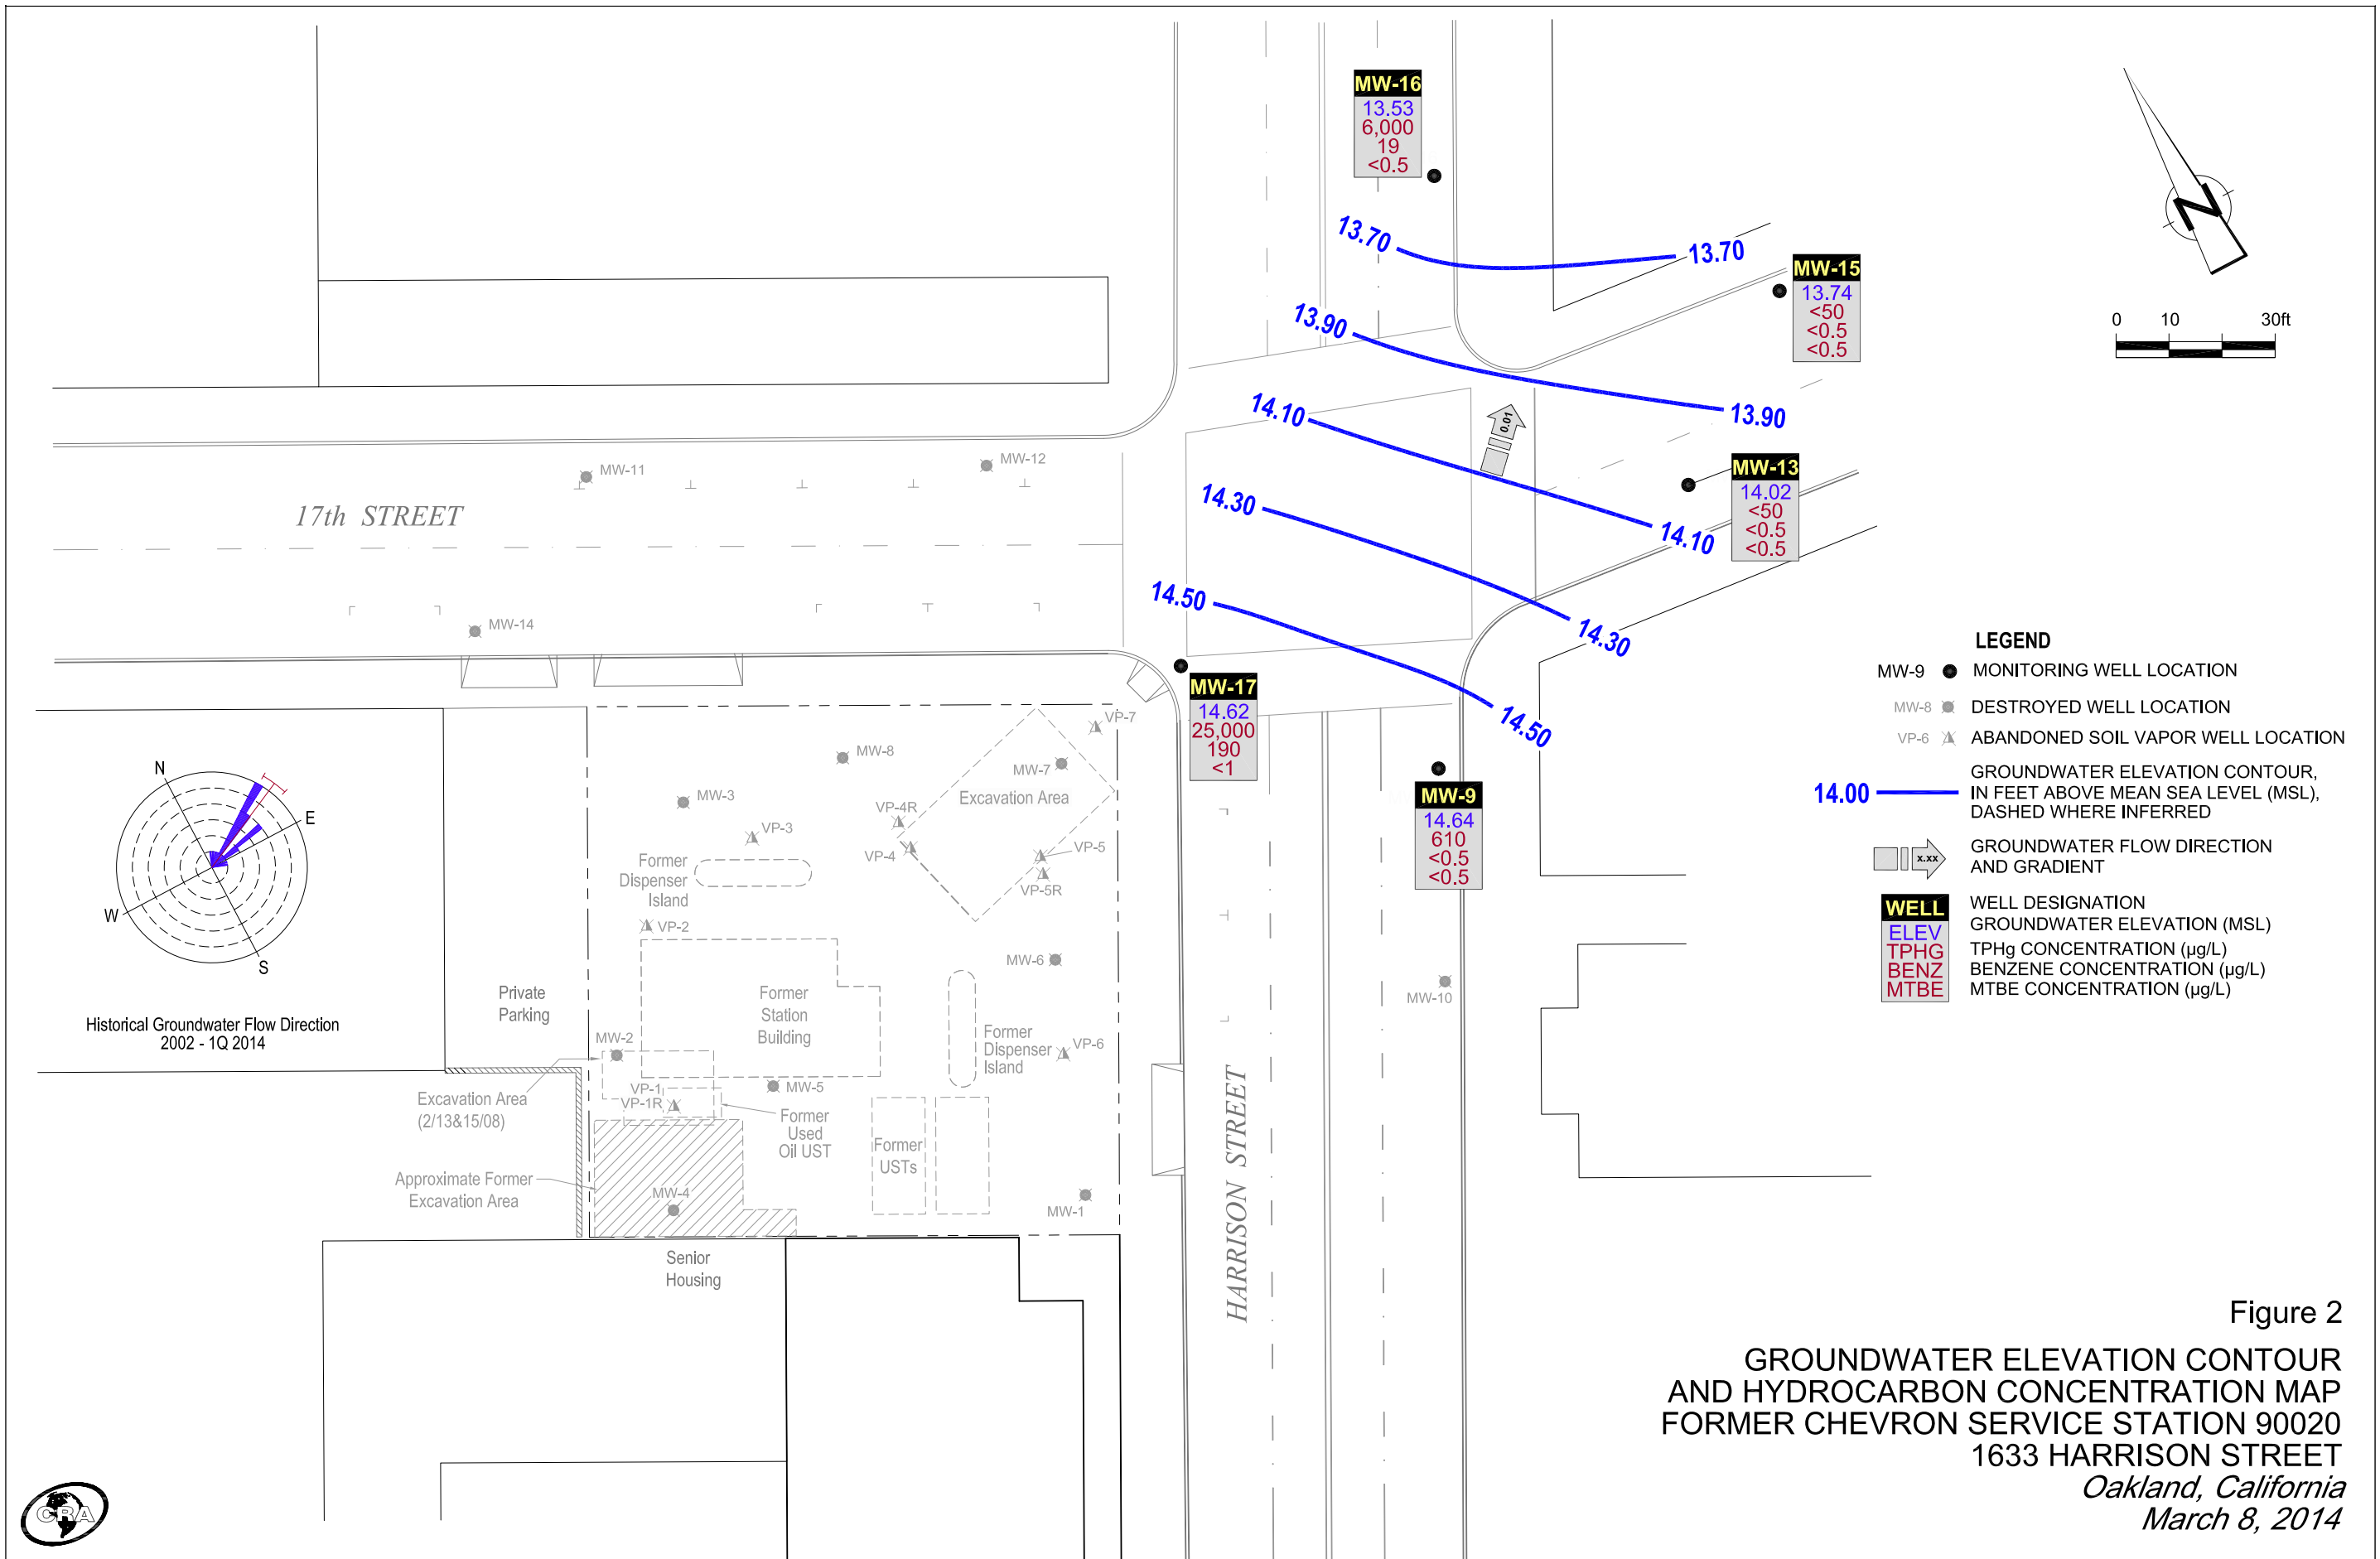 MW-16
13.53
6,000
19
<0.5
13.70
13.70
MW-15
13.74
<50
<0.5
<0.5
N
0 10 30ft
13.90
13.90
14.10
14.10
0.01
MW-13
14.02
<50
<0.5
<0.5
14.30
14.30
14.50
14.50
MW-11
MW-12
17th STREET
MW-14
MW-17
14.62
25,000
190
<1
MW-9
14.64
610
<0.5
<0.5
LEGEND
MW-9 MONITORING WELL LOCATION
MW-8 DESTROYED WELL LOCATION
VP-6 ABANDONED SOIL VAPOR WELL LOCATION
14.00 GROUNDWATER ELEVATION CONTOUR,
IN FEET ABOVE MEAN SEA LEVEL (MSL),
DASHED WHERE INFERRED
x.xx GROUNDWATER FLOW DIRECTION
AND GRADIENT
WELL WELL DESIGNATION
ELEV GROUNDWATER ELEVATION (MSL)
TPHG TPHg CONCENTRATION (µg/L)
BENZ BENZENE CONCENTRATION (µg/L)
MTBE MTBE CONCENTRATION (µg/L)
N
E
W
S
Historical Groundwater Flow Direction
2002 - 1Q 2014
VP-7
MW-8
MW-7
Excavation Area
MW-3
VP-4R
VP-3
VP-4
VP-5
VP-5R
Former
Dispenser
Island
VP-2
MW-6
MW-10
Private
Parking
Former
Station
Building
Former
Dispenser
Island
VP-6
MW-2
VP-1
VP-1R
MW-5
Excavation Area
(2/13&15/08)
Former
Used
Oil UST
Former
USTs
Approximate Former
Excavation Area
MW-4
MW-1
Senior
Housing
HARRISON STREET
Figure 2
GROUNDWATER ELEVATION CONTOUR
AND HYDROCARBON CONCENTRATION MAP
FORMER CHEVRON SERVICE STATION 90020
1633 HARRISON STREET
Oakland, California
March 8, 2014
CRA